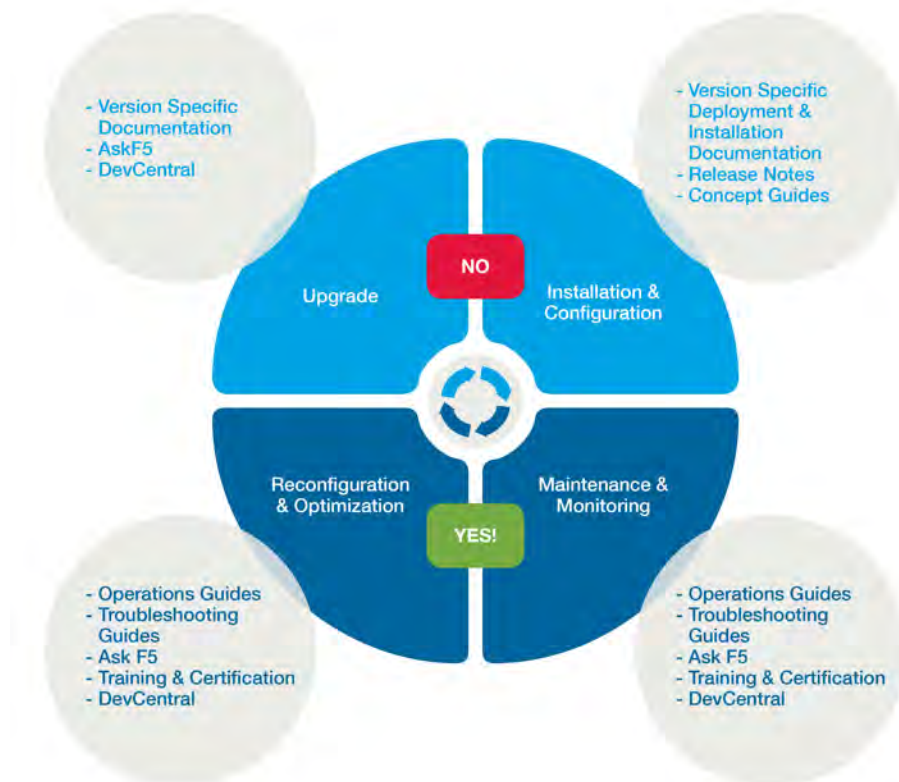 - Version Specific
Documentation
- AskF5
- DevCentral
- Version Specific
Deployment &
Installation
Documentation
- Release Notes
- Concept Guides
NO
Upgrade
Installation &
Configuration
Reconfiguration
& Optimization
Maintenance &
Monitoring
YES!
- Operations Guides
- Troubleshooting
Guides
- Ask F5
- Training & Certification
- DevCentral
- Operations Guides
- Troubleshooting
Guides
- Ask F5
- Training & Certification
- DevCentral